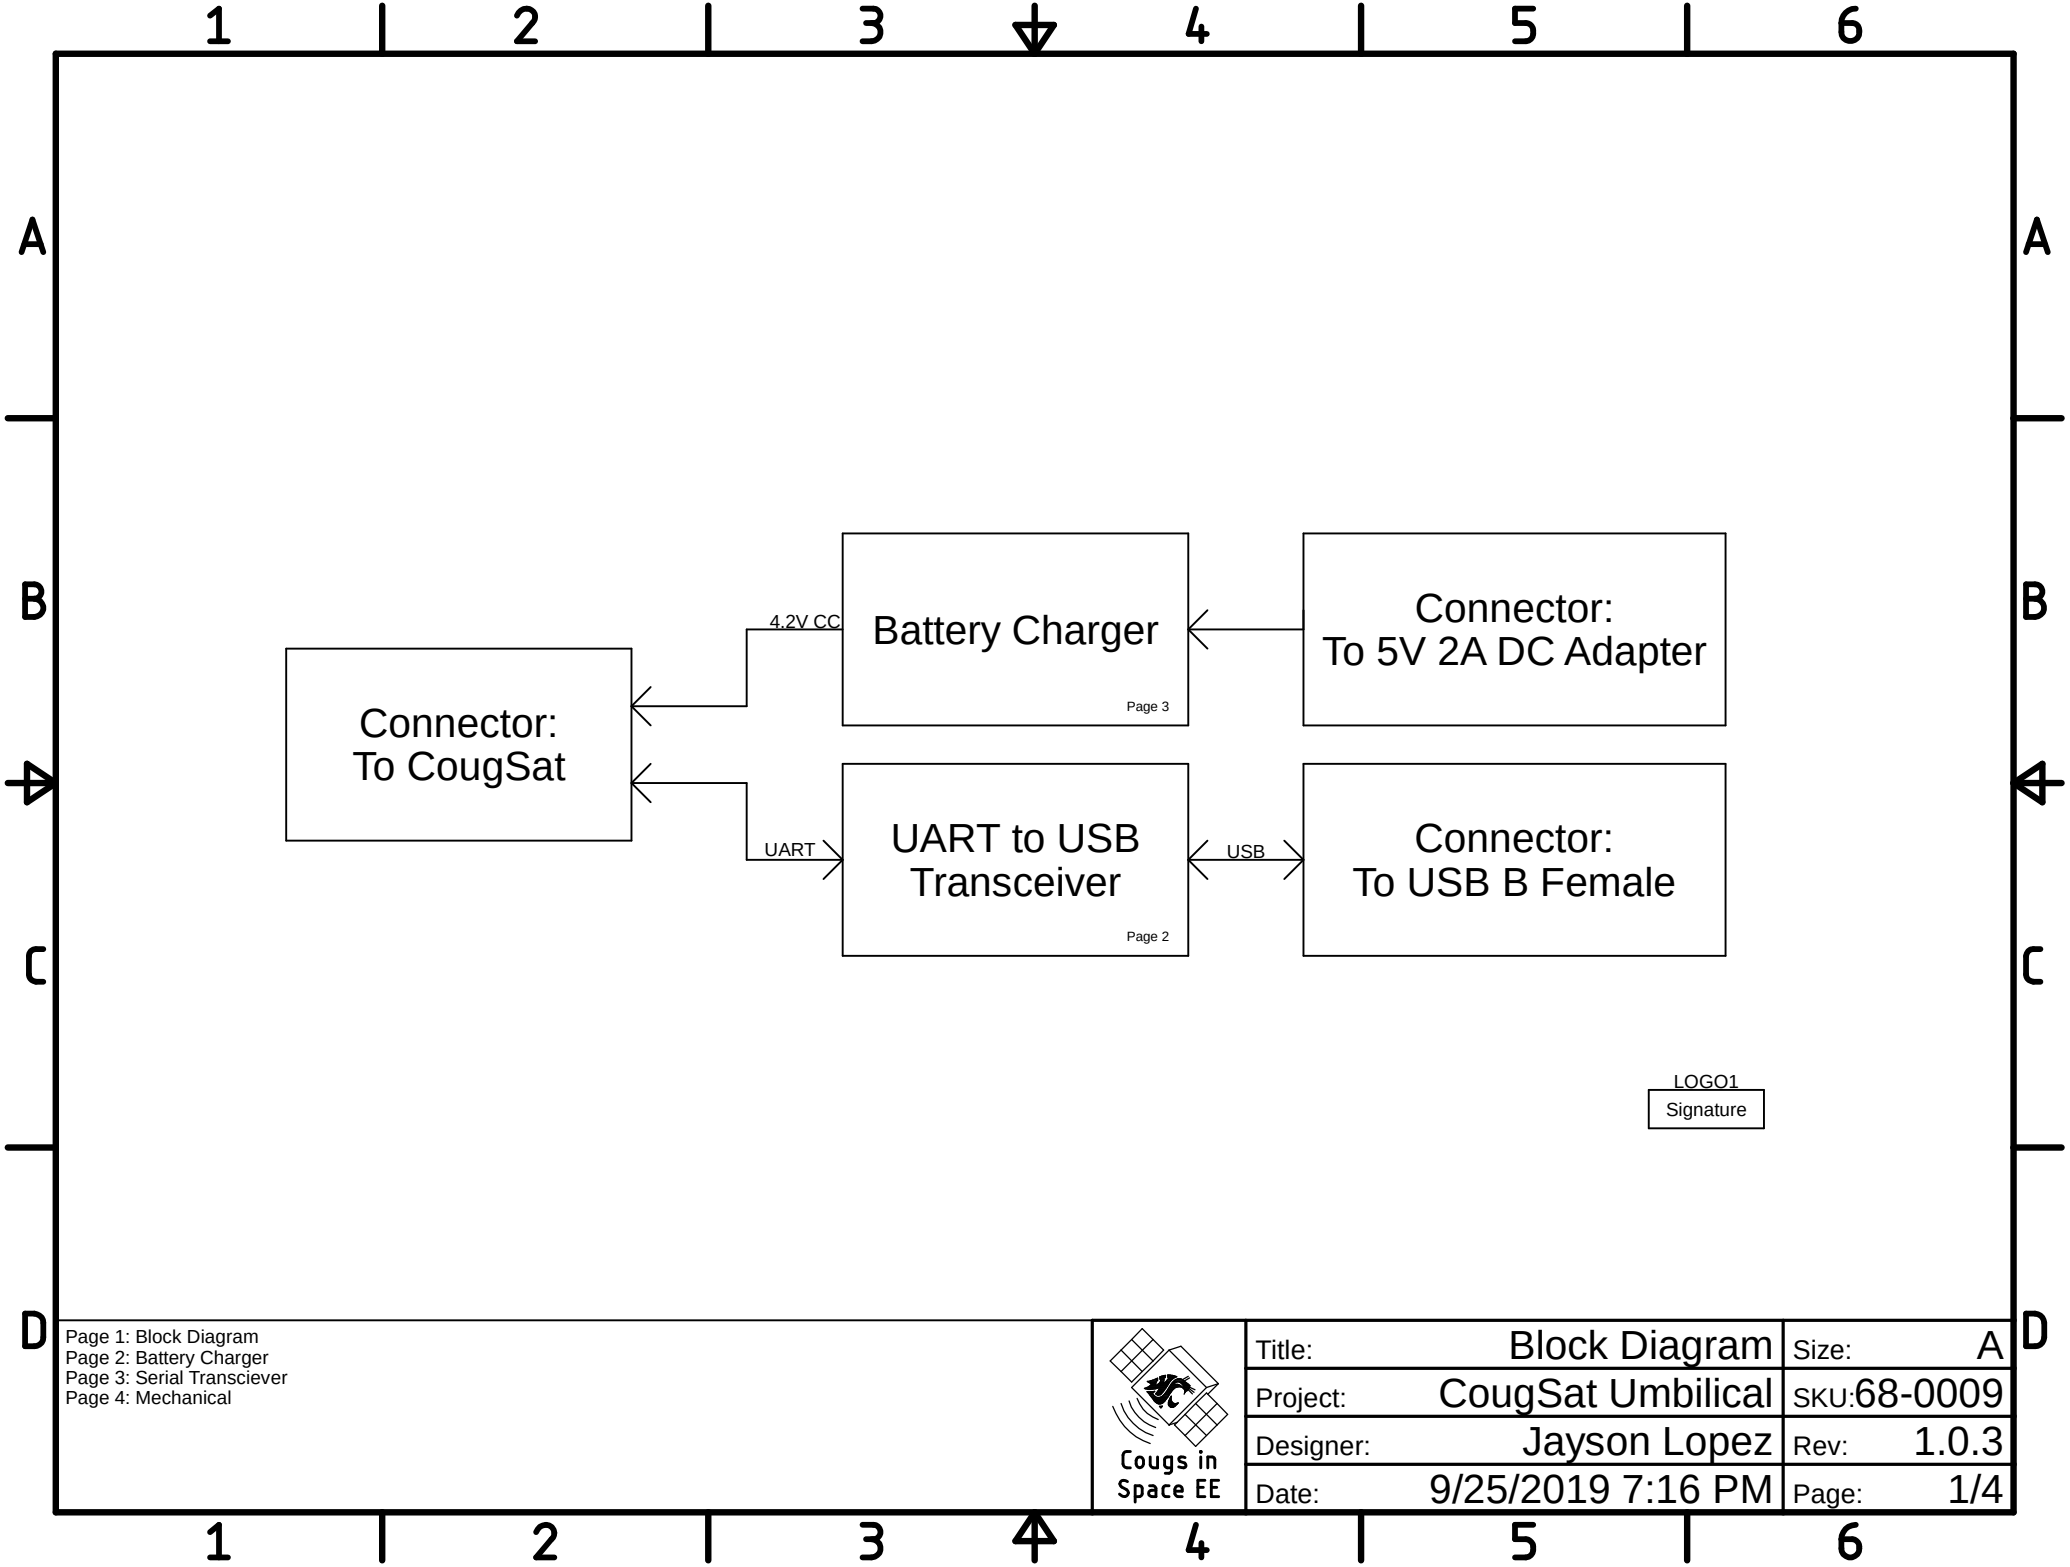 1 2 3 4 5 6
A A
B B
C C
D D
Connector:
To CougSat
4.2V CC
Battery Charger
Page 3
Connector:
To 5V 2A DC Adapter
UART
UART to USB
Transceiver
Page 2
USB
Connector:
To USB B Female
LOGO1
Signature
Page 1: Block Diagram
Page 2: Battery Charger
Page 3: Serial Transciever
Page 4: Mechanical
Cougs in
Space EE
Title: Block Diagram Size: A
Project: CougSat Umbilical SKU:68-0009
Designer: Jayson Lopez Rev: 1.0.3
Date: 9/25/2019 7:16 PM Page: 1/4
1 2 3 4 5 6